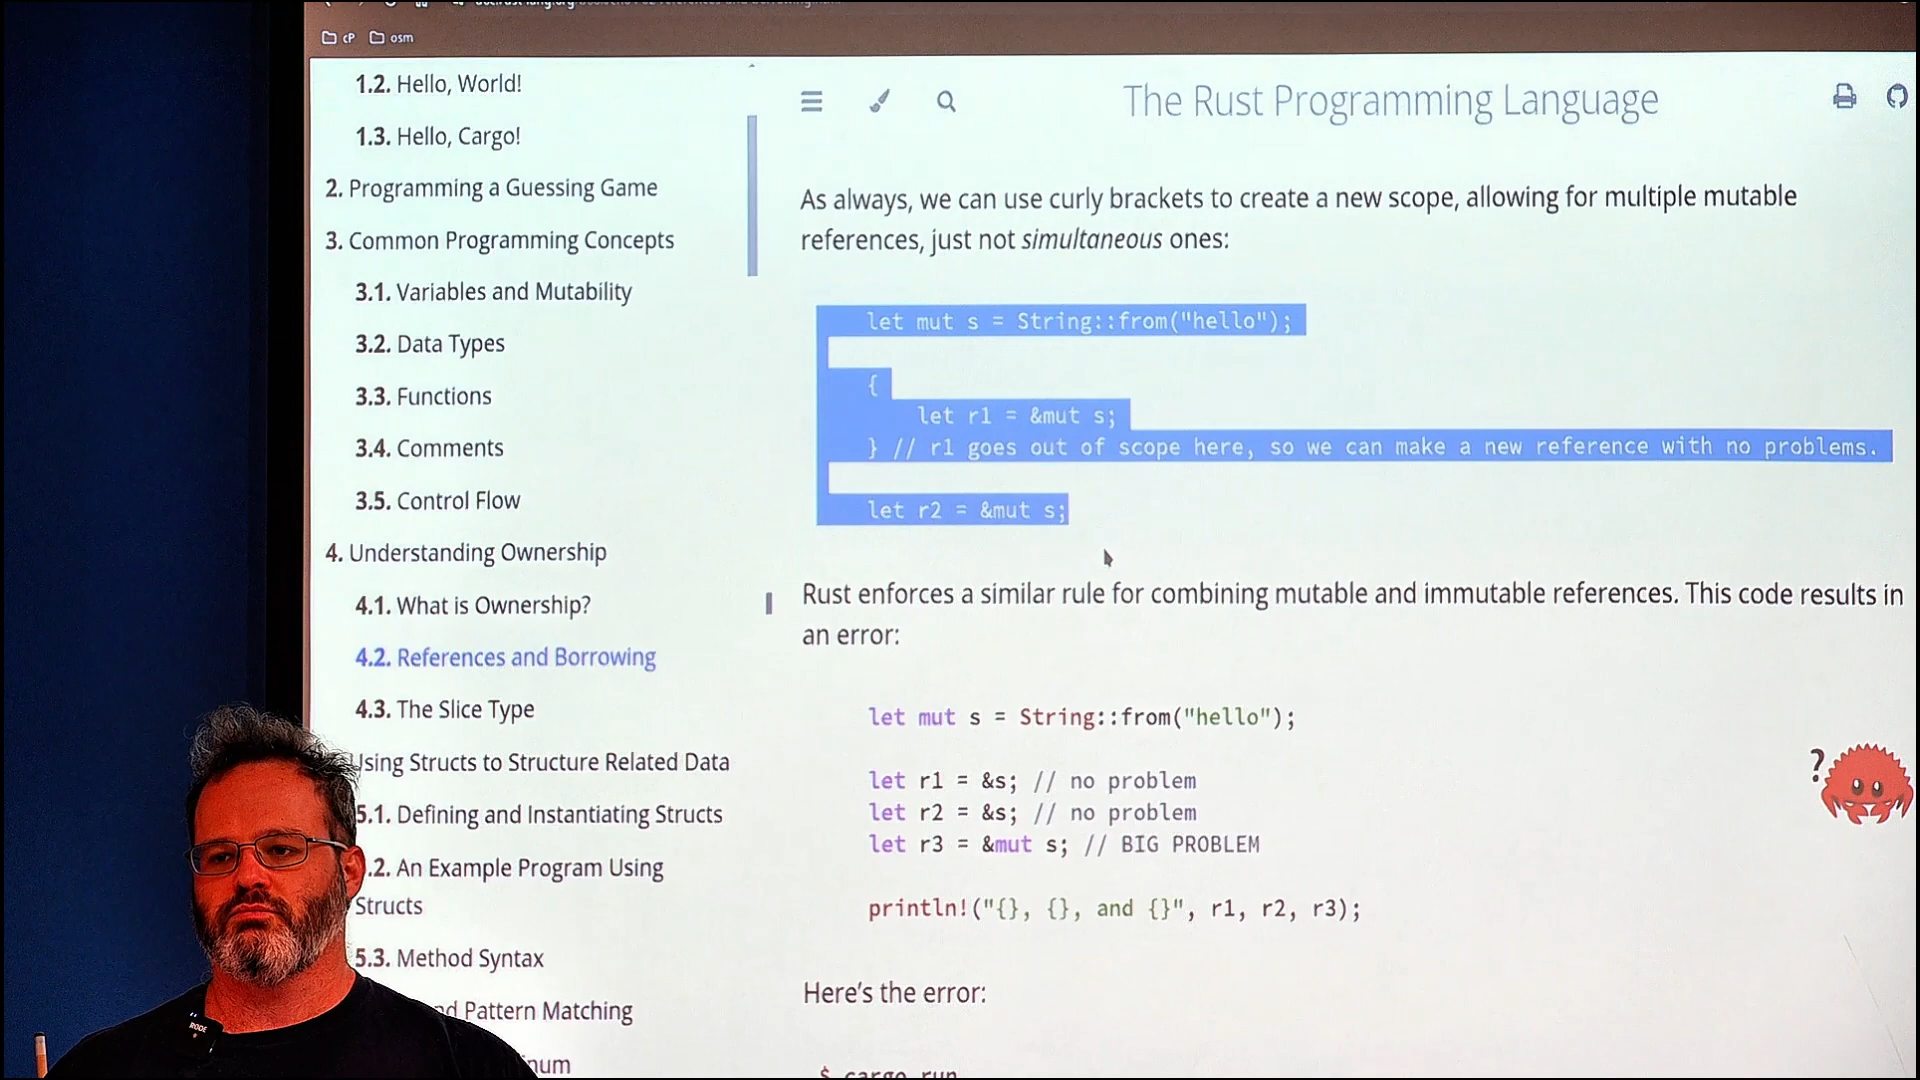 cP osm
1.2. Hello, World!
1.3. Hello, Cargo!
2. Programming a Guessing Game
3. Common Programming Concepts
3.1. Variables and Mutability
3.2. Data Types
3.3. Functions
3.4. Comments
3.5. Control Flow
4. Understanding Ownership
4.1. What is Ownership?
4.2. References and Borrowing
4.3. The Slice Type
Using Structs to Structure Related Data
5.1. Defining and Instantiating Structs
.2. An Example Program Using
Structs
5.3. Method Syntax
nd Pattern Matching
num
The Rust Programming Language
As always, we can use curly brackets to create a new scope, allowing for multiple mutable
references, just not simultaneous ones:
let mut s = String::from("hello");
{
let r1 = &mut s;
} // r1 goes out of scope here, so we can make a new reference with no problems.
let r2 = &mut s;
Rust enforces a similar rule for combining mutable and immutable references. This code results in
an error:
let mut s = String::from("hello");
let r1 = &s; // no problem
let r2 = &s; // no problem
let r3 = &mut s; // BIG PROBLEM
println!("{}, {}, and {}", r1, r2, r3);
?
Here's the error:
$ cargo run
RODE